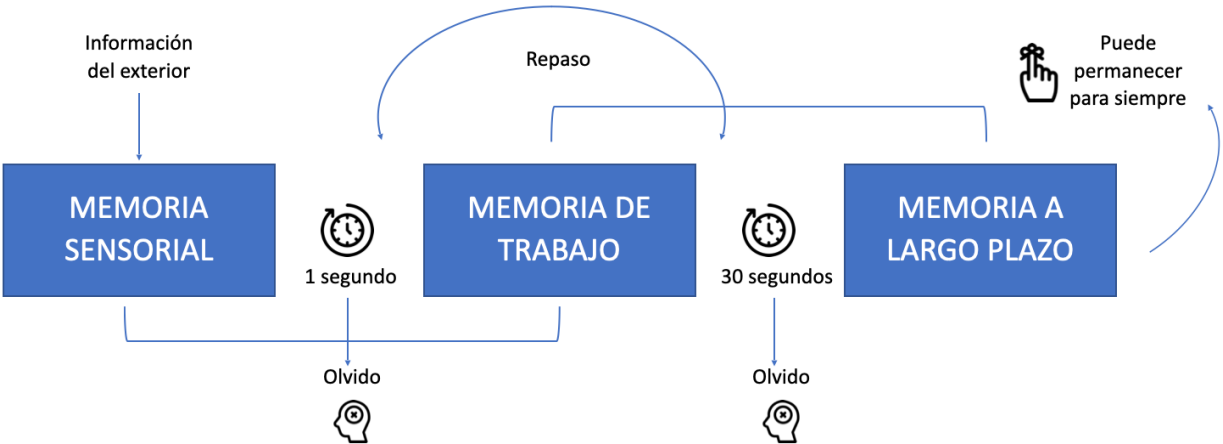 Información
del exterior
Repaso
Puede
permanecer
para siempre
MEMORIA
SENSORIAL
1 segundo
MEMORIA DE
TRABAJO
30 segundos
MEMORIA A
LARGO PLAZO
Olvido
Olvido